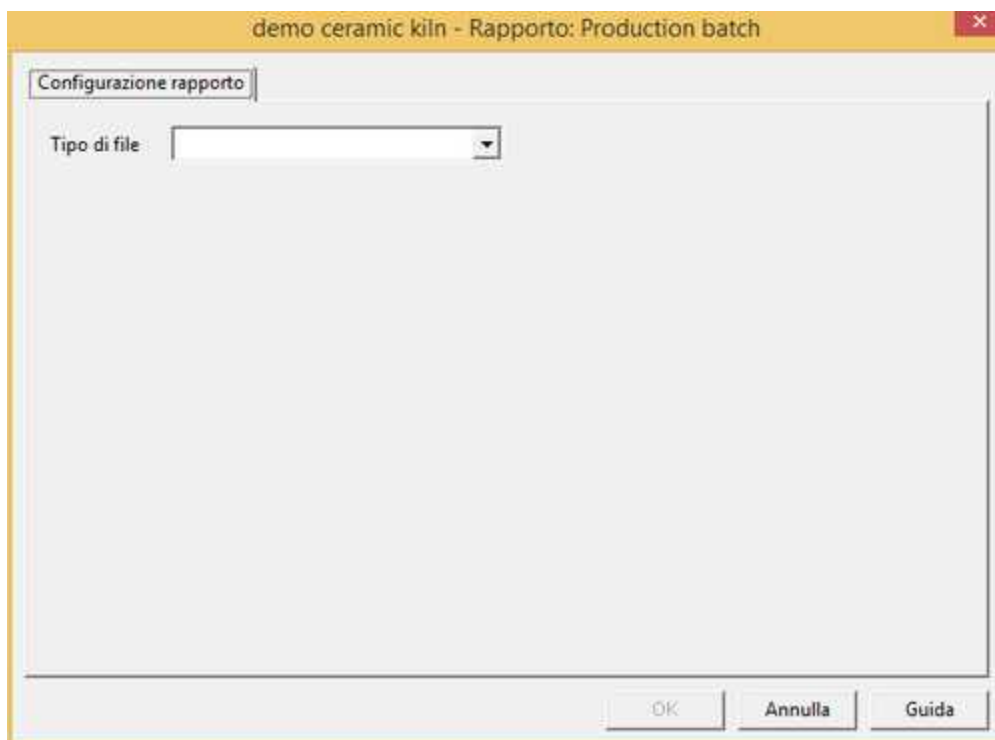 demo ceramic kiln - Rapporto: Production batch
Configurazione rapporto
Tipo di file
OK Annulla Guida